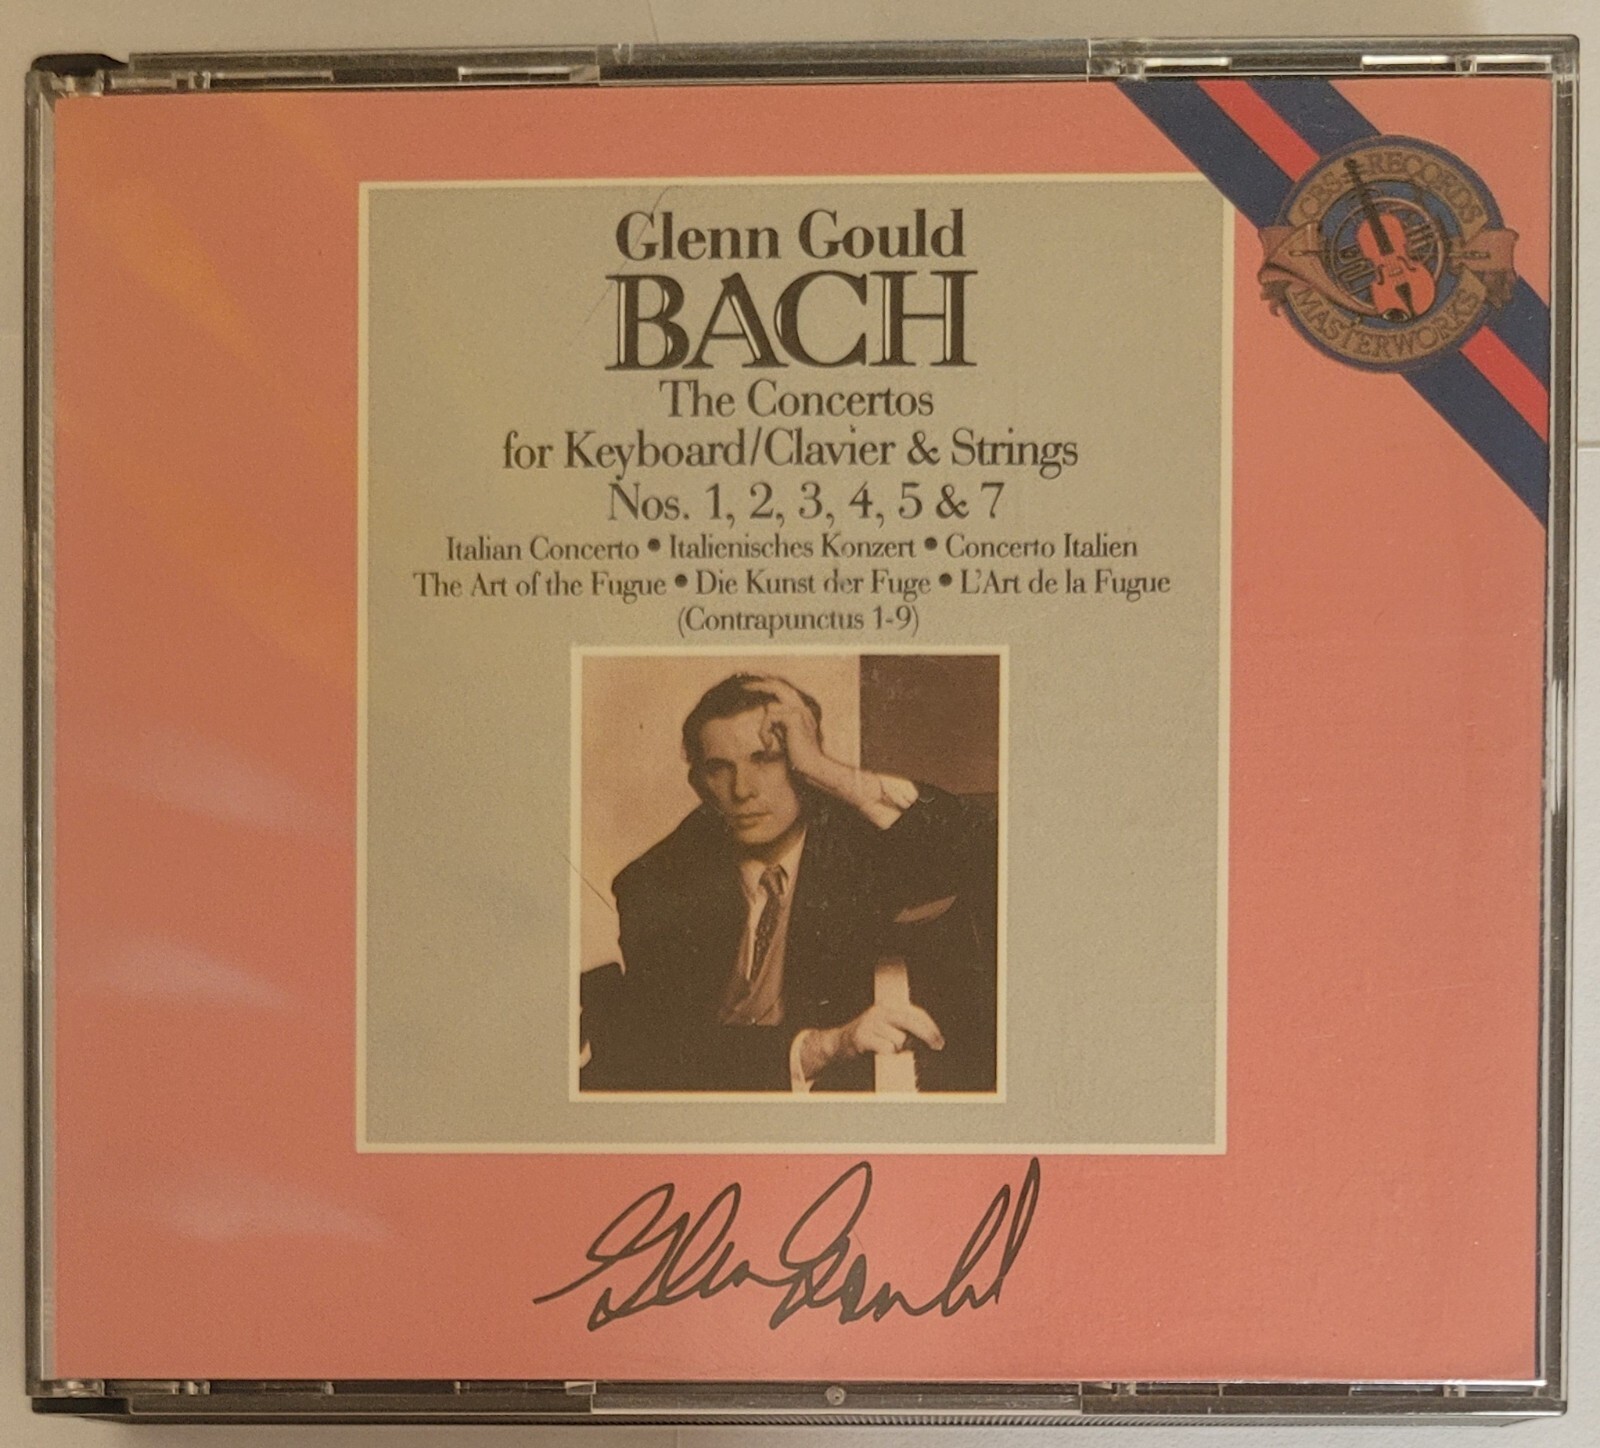 Glenn Gould
BACH
The Concertos
for Keyboard/Clavier & Strings
Nos. 1, 2, 3, 4, 5 & 7
Italian Concerto • Italienisches Konzert • Concerto Italien
The Art of the Fugue • Die Kunst der Fuge • L'Art de la Fugue
(Contrapunctus 1-9)
CBS RECORDS
MASTERWORKS
Glenn Gould